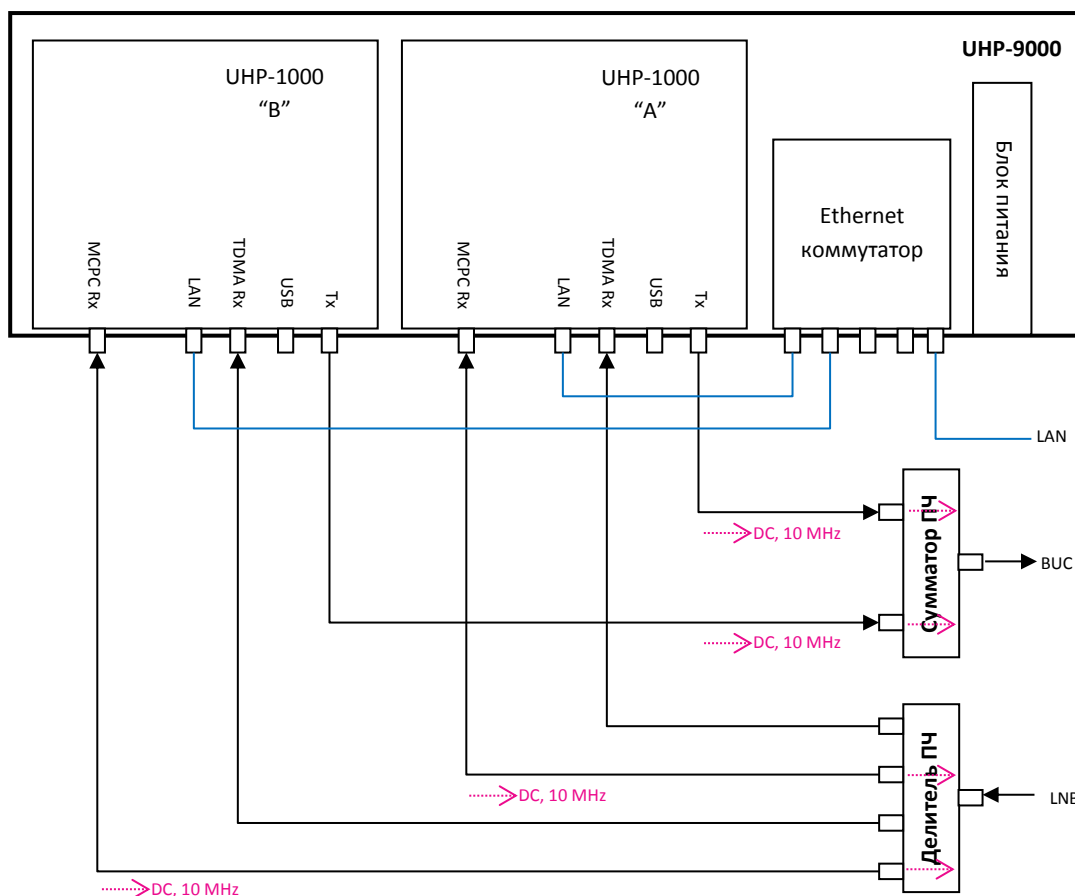 UHP-9000
UHP-1000
“B”
UHP-1000
“A”
Блок питания
Ethernet
коммутатор
MCPC Rx
LAN
TDMA Rx
USB
Tx
MCPC Rx
LAN
TDMA Rx
USB
Tx
LAN
DC, 10 MHz
Сумматор ПЧ
BUC
DC, 10 MHz
Делитель ПЧ
DC, 10 MHz
LNB
DC, 10 MHz